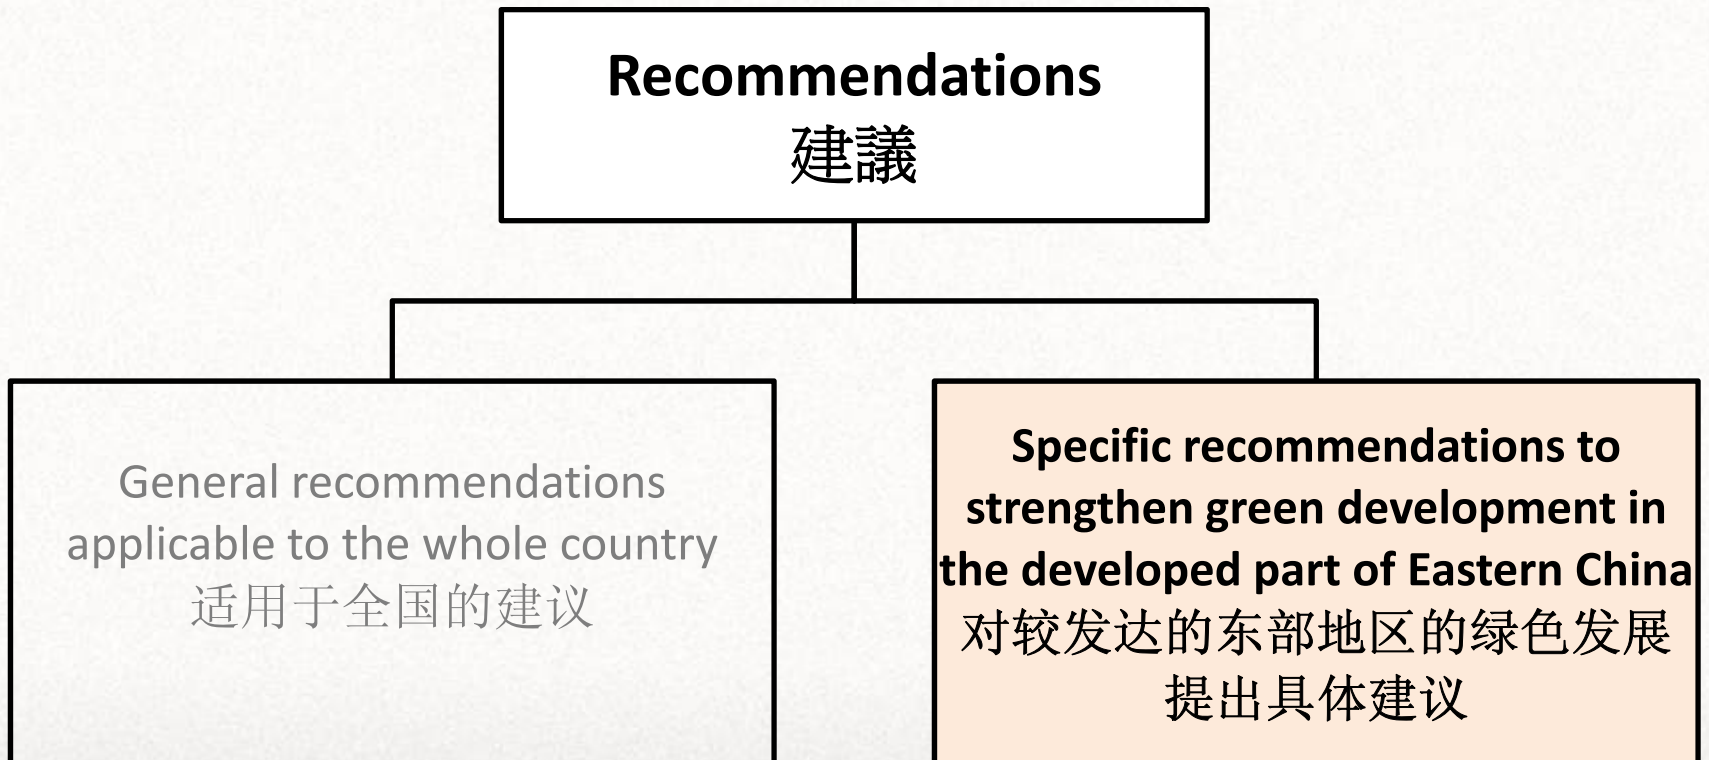 Recommendations
建議
General recommendations
applicable to the whole country
适用于全国的建议
Specific recommendations to
strengthen green development in
the developed part of Eastern China
对较发达的东部地区的绿色发展
提出具体建议